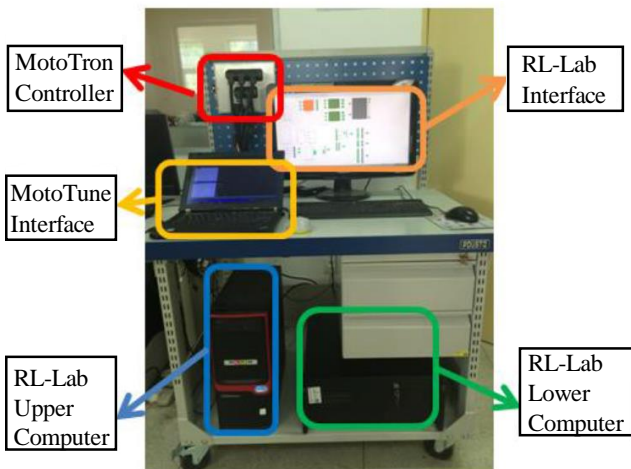 MotoTron
Controller
RL-Lab
Interface
MotoTune
Interface
RL-Lab
Upper
Computer
RL-Lab
Lower
Computer